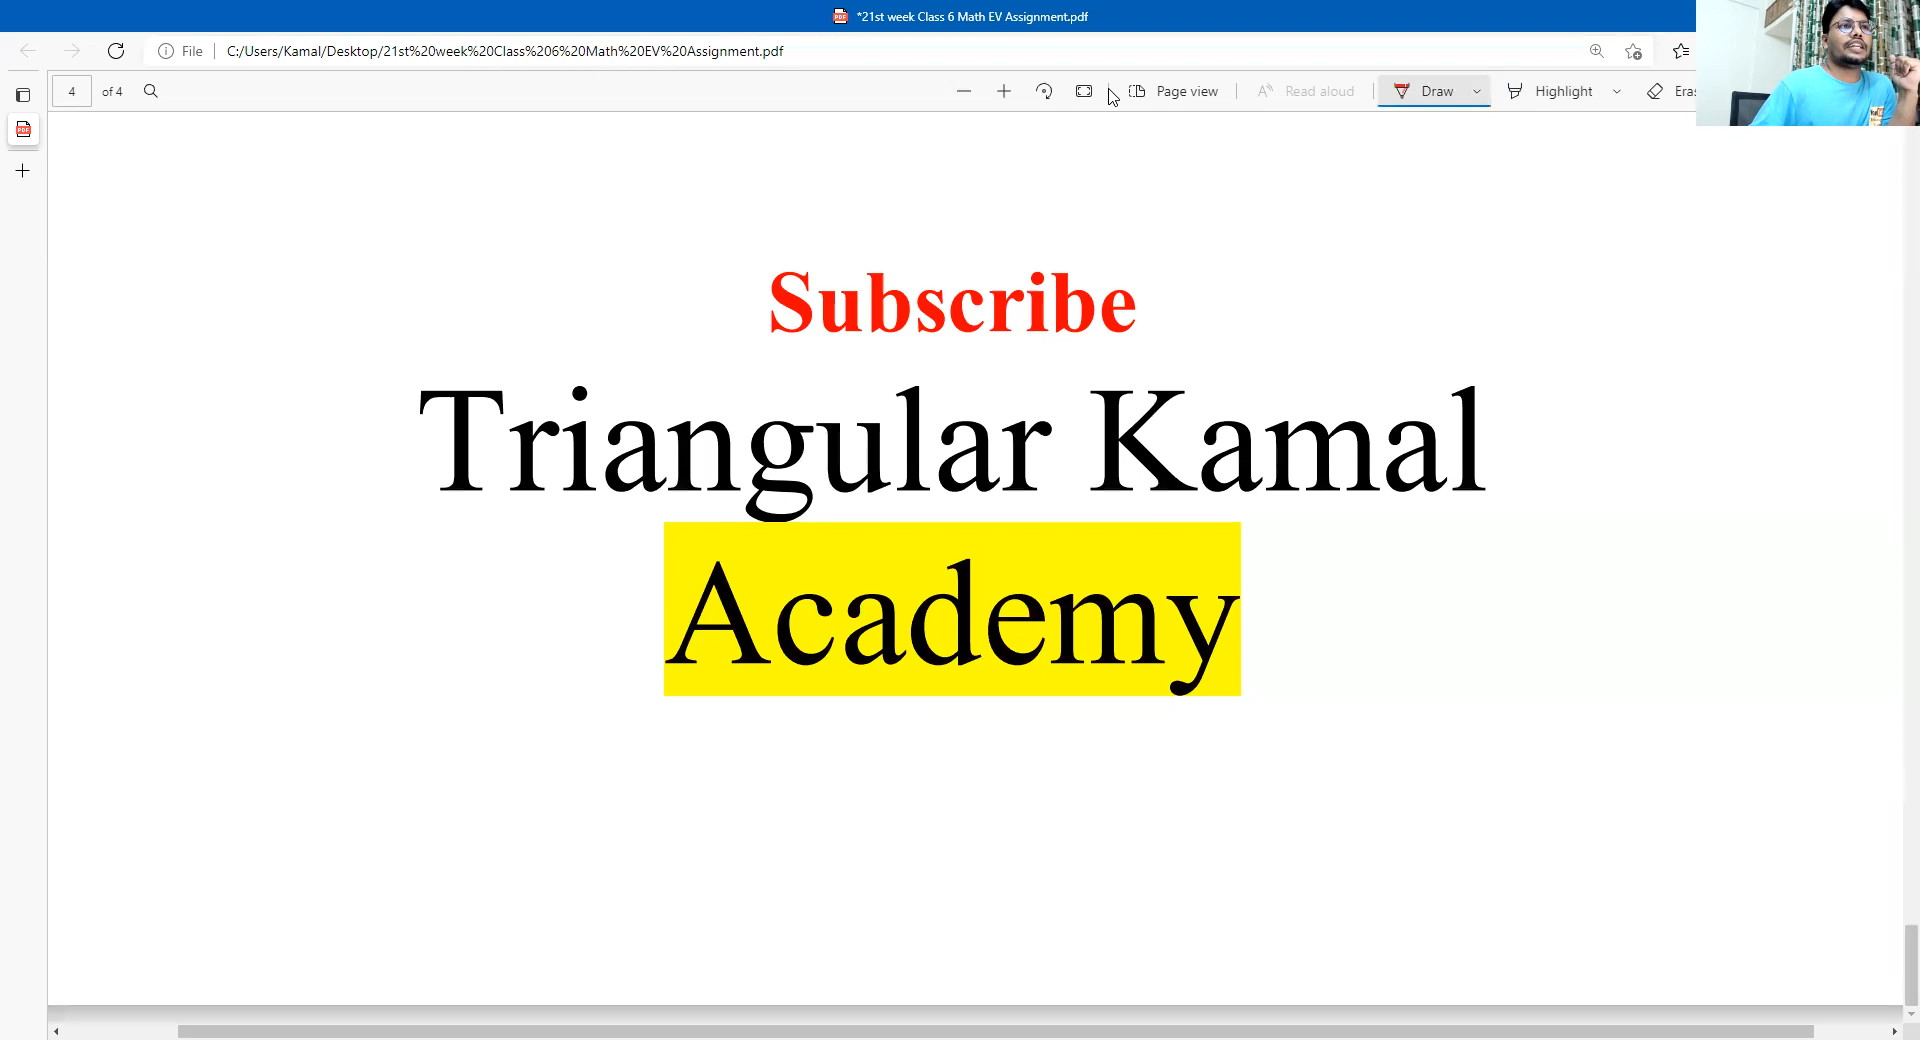 *21st week Class 6 Math EV Assignment.pdf
File C:/Users/Kamal/Desktop/21st%20week%20Class%206%20Math%20EV%20Assignment.pdf
4 of 4 Page view Read aloud Draw Highlight Eras
Subscribe
Triangular Kamal
Academy